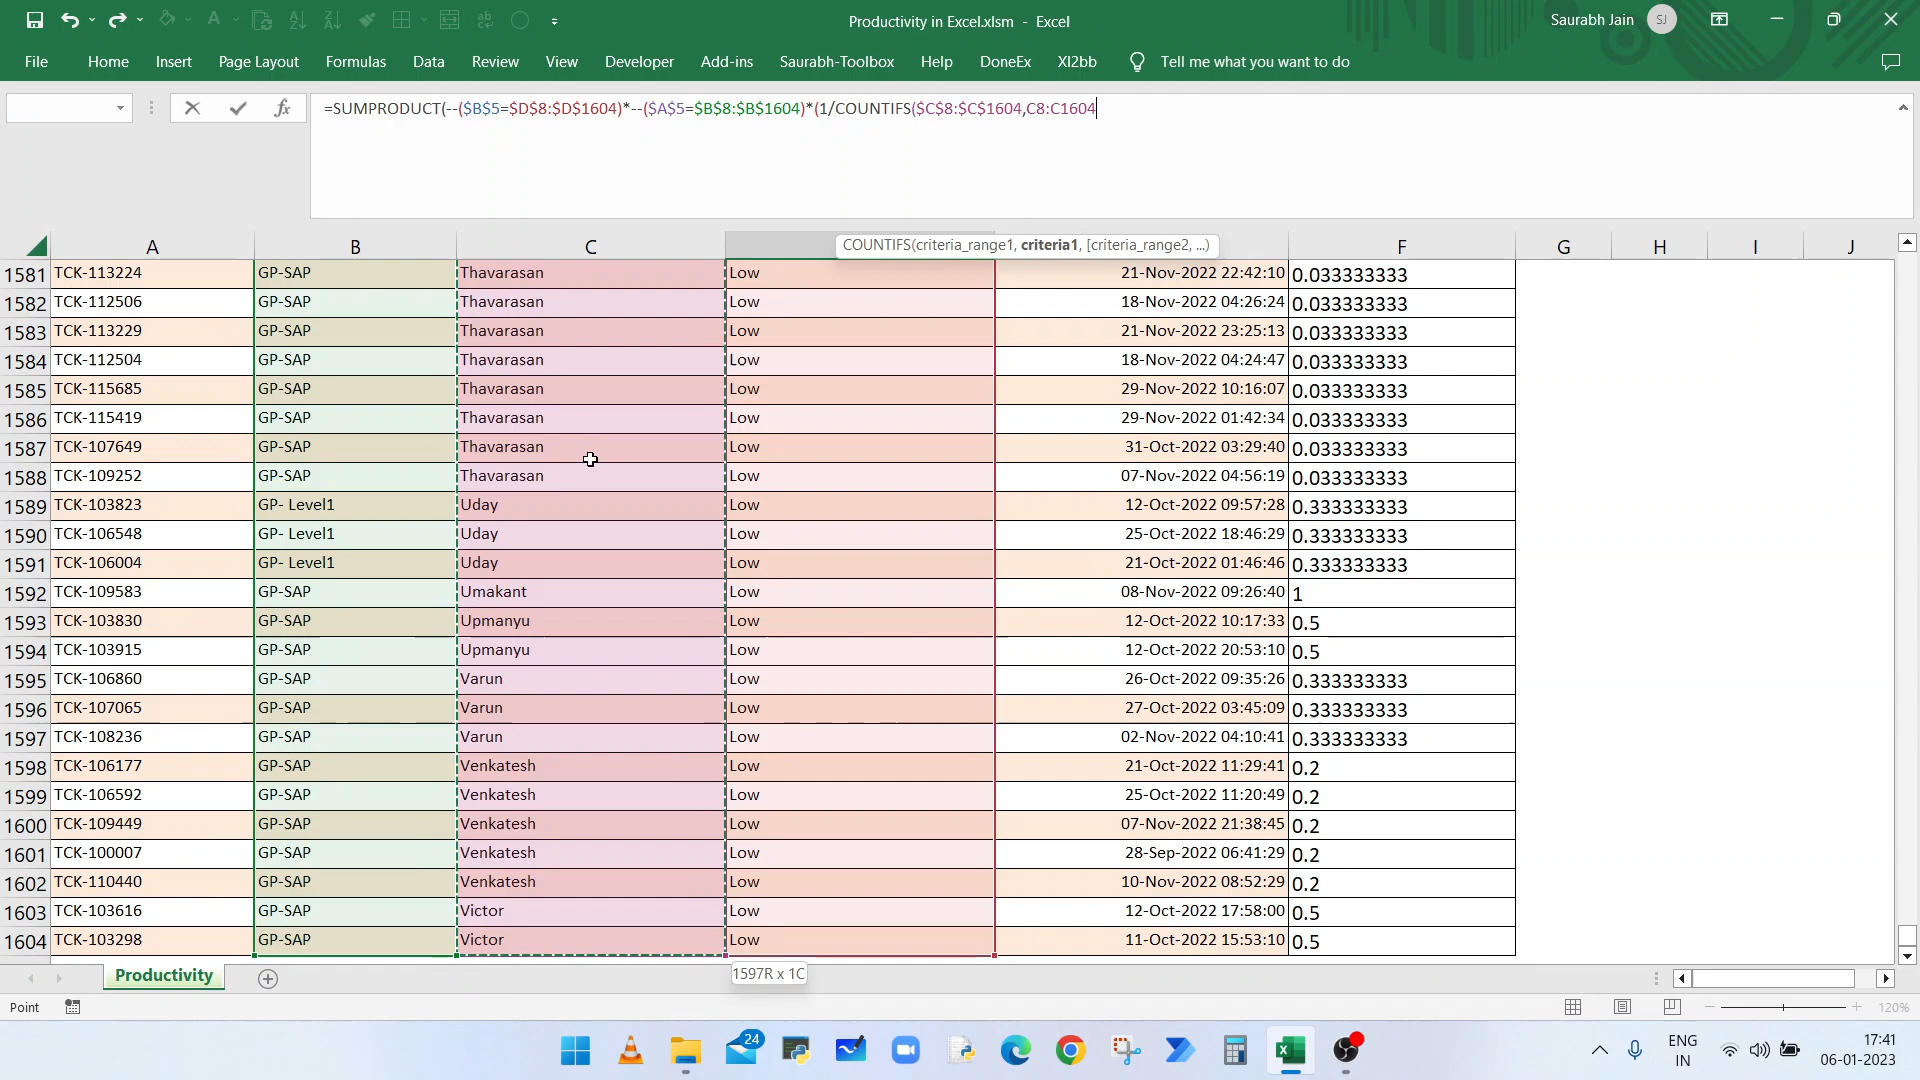 Productivity in Excel.xlsm - Excel
Saurabh Jain SJ
File Home Insert Page Layout Formulas Data Review View Developer Add-ins Saurabh-Toolbox Help DoneEx Xl2bb Tell me what you want to do
=SUMPRODUCT(--($B$5=$D$8:$D$1604)*--($A$5=$B$8:$B$1604)*(1/COUNTIFS($C$8:$C$1604,C8:C1604
COUNTIFS(criteria_range1, criteria1, [criteria_range2, ...)
A B C F G H I J
1581 TCK-113224 GP-SAP Thavarasan Low 21-Nov-2022 22:42:10 0.033333333
1582 TCK-112506 GP-SAP Thavarasan Low 18-Nov-2022 04:26:24 0.033333333
1583 TCK-113229 GP-SAP Thavarasan Low 21-Nov-2022 23:25:13 0.033333333
1584 TCK-112504 GP-SAP Thavarasan Low 18-Nov-2022 04:24:47 0.033333333
1585 TCK-115685 GP-SAP Thavarasan Low 29-Nov-2022 10:16:07 0.033333333
1586 TCK-115419 GP-SAP Thavarasan Low 29-Nov-2022 01:42:34 0.033333333
1587 TCK-107649 GP-SAP Thavarasan Low 31-Oct-2022 03:29:40 0.033333333
1588 TCK-109252 GP-SAP Thavarasan Low 07-Nov-2022 04:56:19 0.033333333
1589 TCK-103823 GP- Level1 Uday Low 12-Oct-2022 09:57:28 0.333333333
1590 TCK-106548 GP- Level1 Uday Low 25-Oct-2022 18:46:29 0.333333333
1591 TCK-106004 GP- Level1 Uday Low 21-Oct-2022 01:46:46 0.333333333
1592 TCK-109583 GP-SAP Umakant Low 08-Nov-2022 09:26:40 1
1593 TCK-103830 GP-SAP Upmanyu Low 12-Oct-2022 10:17:33 0.5
1594 TCK-103915 GP-SAP Upmanyu Low 12-Oct-2022 20:53:10 0.5
1595 TCK-106860 GP-SAP Varun Low 26-Oct-2022 09:35:26 0.333333333
1596 TCK-107065 GP-SAP Varun Low 27-Oct-2022 03:45:09 0.333333333
1597 TCK-108236 GP-SAP Varun Low 02-Nov-2022 04:10:41 0.333333333
1598 TCK-106177 GP-SAP Venkatesh Low 21-Oct-2022 11:29:41 0.2
1599 TCK-106592 GP-SAP Venkatesh Low 25-Oct-2022 11:20:49 0.2
1600 TCK-109449 GP-SAP Venkatesh Low 07-Nov-2022 21:38:45 0.2
1601 TCK-100007 GP-SAP Venkatesh Low 28-Sep-2022 06:41:29 0.2
1602 TCK-110440 GP-SAP Venkatesh Low 10-Nov-2022 08:52:29 0.2
1603 TCK-103616 GP-SAP Victor Low 12-Oct-2022 17:58:00 0.5
1604 TCK-103298 GP-SAP Victor Low 11-Oct-2022 15:53:10 0.5
1597R x 1C
Productivity
Point
120%
24
ENG
IN
17:41
06-01-2023